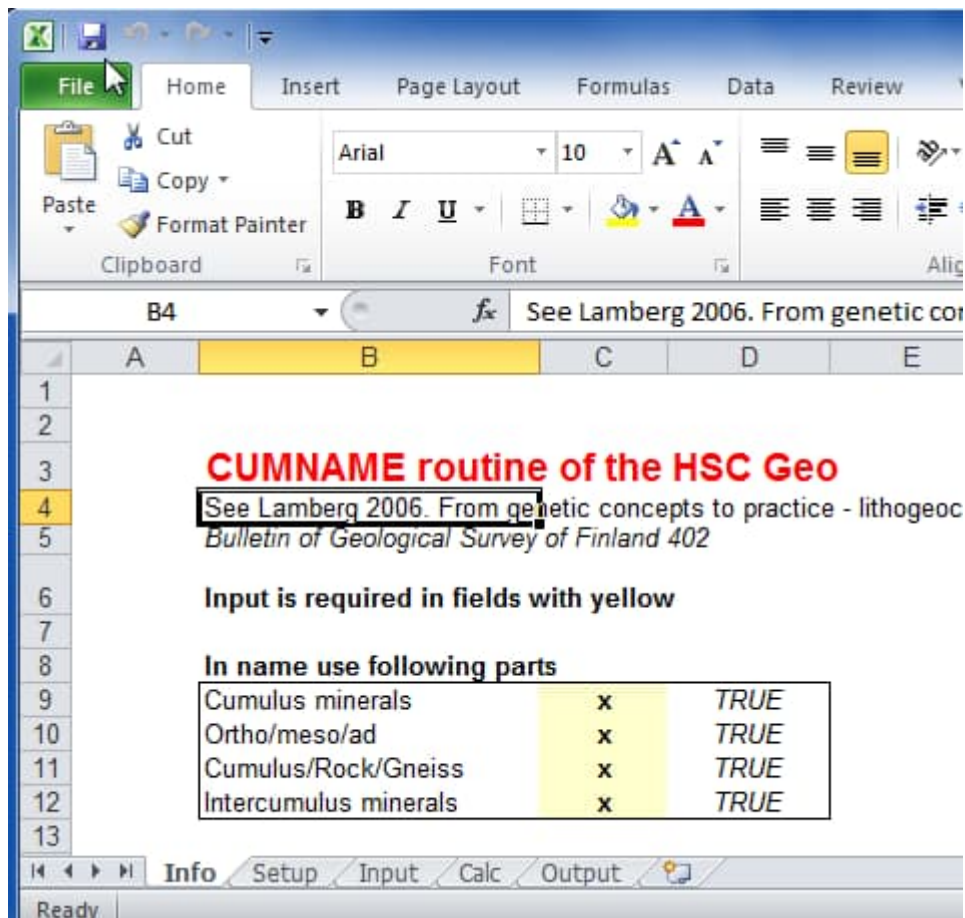 File Home Insert Page Layout Formulas Data Review
Cut
Arial 10 A A
Copy
Paste
B I U A
Format Painter
Clipboard Font
B4 fx See Lamberg 2006. From genetic
A B C D E
1
2
3 CUMNAME routine of the HSC Geo
4 See Lamberg 2006. From genetic concepts to practice - lithogeoc
5 Bulletin of Geological Survey of Finland 402
6 Input is required in fields with yellow
7
8 In name use following parts
9 Cumulus minerals x TRUE
10 Ortho/meso/ad x TRUE
11 Cumulus/Rock/Gneiss x TRUE
12 Intercumulus minerals x TRUE
13
Info Setup Input Calc Output
Ready